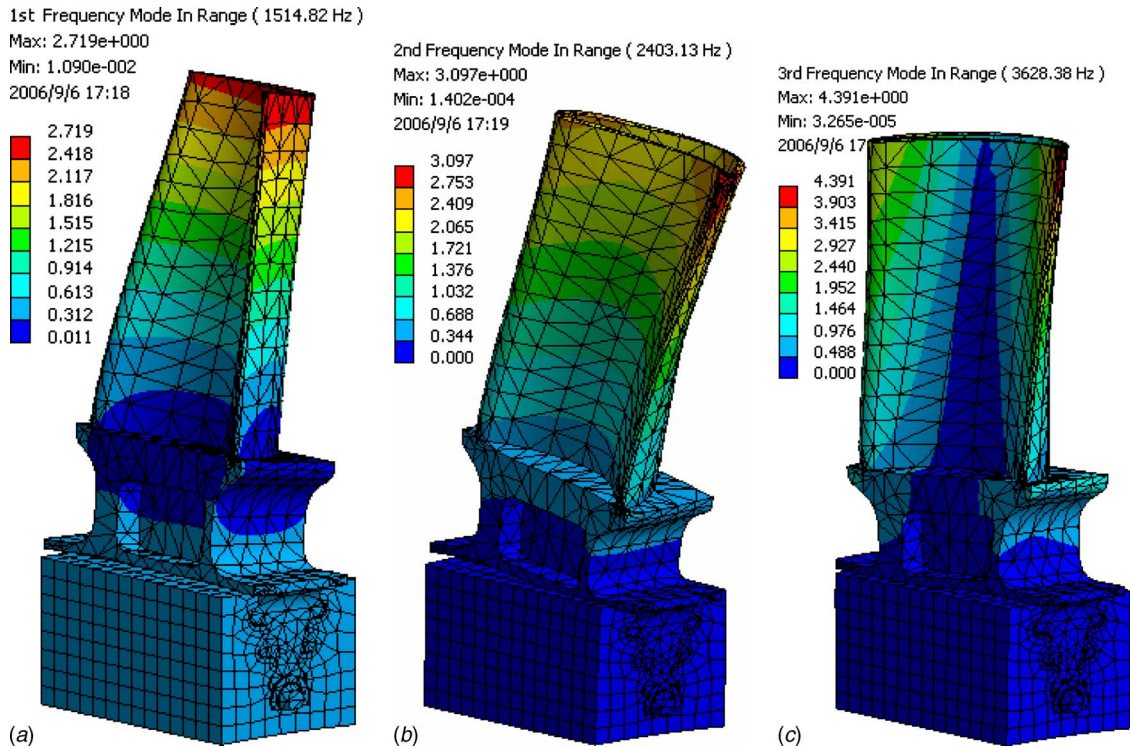 1st Frequency Mode In Range ( 1514.82 Hz )
Max: 2.719e+000
Min: 1.090e-002
2006/9/6 17:18
2.719
2.418
2.117
1.816
1.515
1.215
0.914
0.613
0.312
0.011
(a)
2nd Frequency Mode In Range ( 2403.13 Hz )
Max: 3.097e+000
Min: 1.402e-004
2006/9/6 17:19
3.097
2.753
2.409
2.065
1.721
1.376
1.032
0.688
0.344
0.000
(b)
3rd Frequency Mode In Range ( 3628.38 Hz )
Max: 4.391e+000
Min: 3.265e-005
2006/9/6 17
4.391
3.903
3.415
2.927
2.440
1.952
1.464
0.976
0.488
0.000
(c)